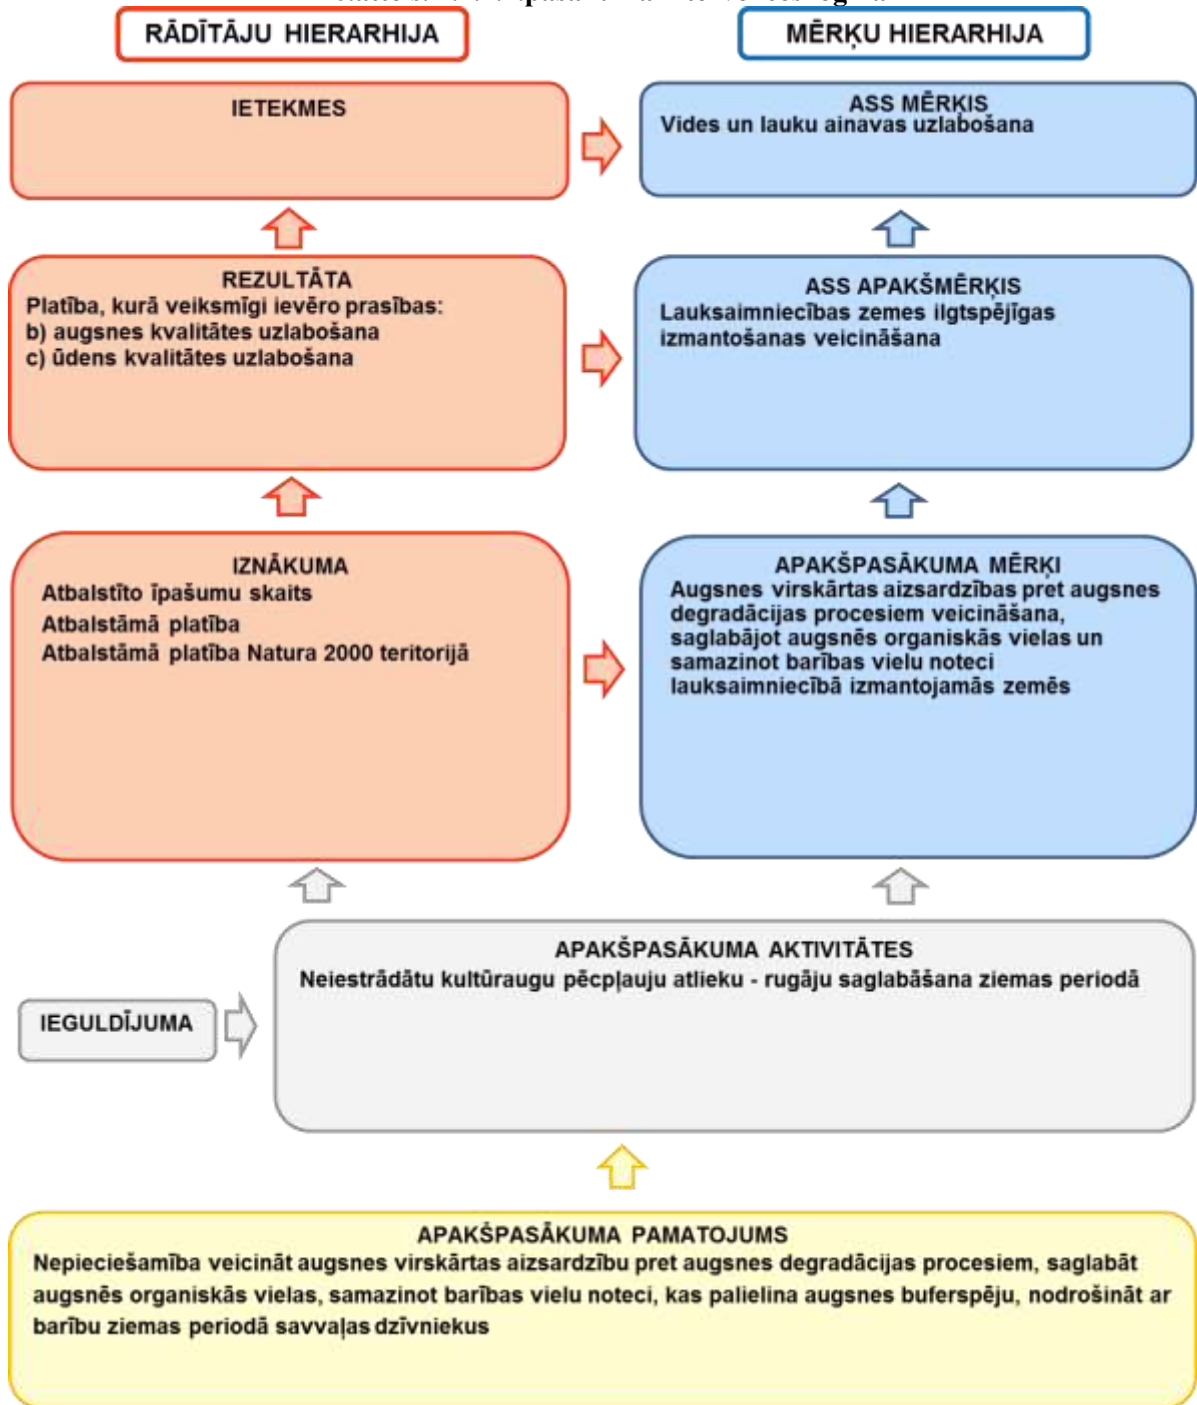 RĀDĪTĀJU HIERARHIJA
MĒRĶU HIERARHIJA
IETEKMES
ASS MĒRĶIS
Vides un lauku ainavas uzlabošana
REZULTĀTA
Platība, kurā veiksmīgi ievēro prasības:
b) augsnes kvalitātes uzlabošana
c) ūdens kvalitātes uzlabošana
ASS APAKŠMĒRĶIS
Lauksaimniecības zemes ilgtspējīgas
izmantošanas veicināšana
IZNĀKUMA
Atbalstīto īpašumu skaits
Atbalstāmā platība
Atbalstāmā platība Natura 2000 teritorijā
APAKŠPASĀKUMA MĒRĶI
Augsnes virskārtas aizsardzības pret augsnes
degradācijas procesiem veicināšana,
saglabājot augsnēs organiskās vielas un
samazinot barības vielu noteci
lauksaimniecībā izmantojamās zemēs
APAKŠPASĀKUMA AKTIVITĀTES
Neiestrādātu kultūraugu pēcpļauju atlieku - rugāju saglabāšana ziemas periodā
IEGULDĪJUMA
APAKŠPASĀKUMA PAMATOJUMS
Nepieciešamība veicināt augsnes virskārtas aizsardzību pret augsnes degradācijas procesiem, saglabāt
augsnēs organiskās vielas, samazinot barības vielu noteci, kas palielina augsnes buferspēju, nodrošināt ar
barību ziemas periodā savvaļas dzīvniekus